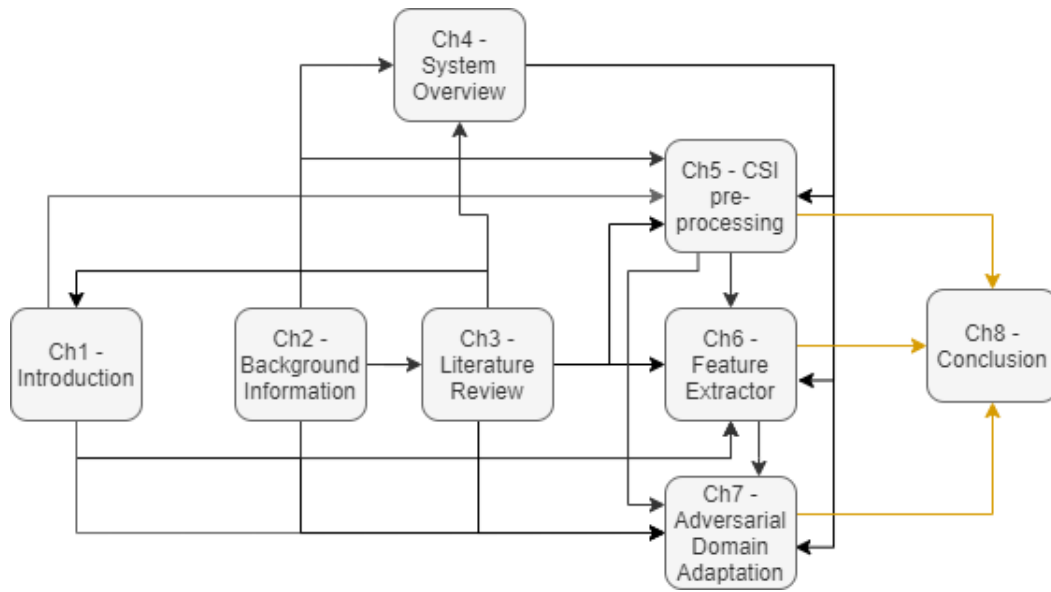 Ch4 -
System
Overview
Ch5 - CSI
pre-
processing
Ch1 -
Introduction
Ch2 -
Background
Information
Ch3 -
Literature
Review
Ch6 -
Feature
Extractor
Ch8 -
Conclusion
Ch7 -
Adversarial
Domain
Adaptation